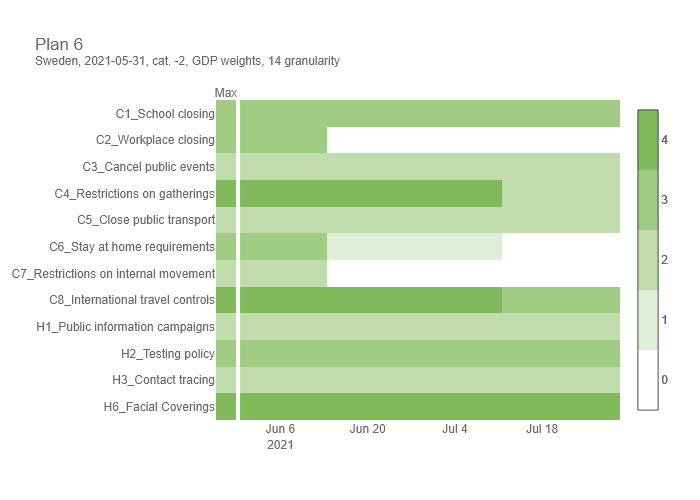 Plan 6
Sweden, 2021-05-31, cat. -2, GDP weights, 14 granularity
Max
C1_School closing
C2_Workplace closing
C3_Cancel public events
C4_Restrictions on gatherings
C5_Close public transport
C6_Stay at home requirements
C7_Restrictions on internal movement
C8_International travel controls
H1_Public information campaigns
H2_Testing policy
H3_Contact tracing
H6_Facial Coverings
Jun 6 Jun 20 Jul 4 Jul 18
2021
4
3
2
1
0